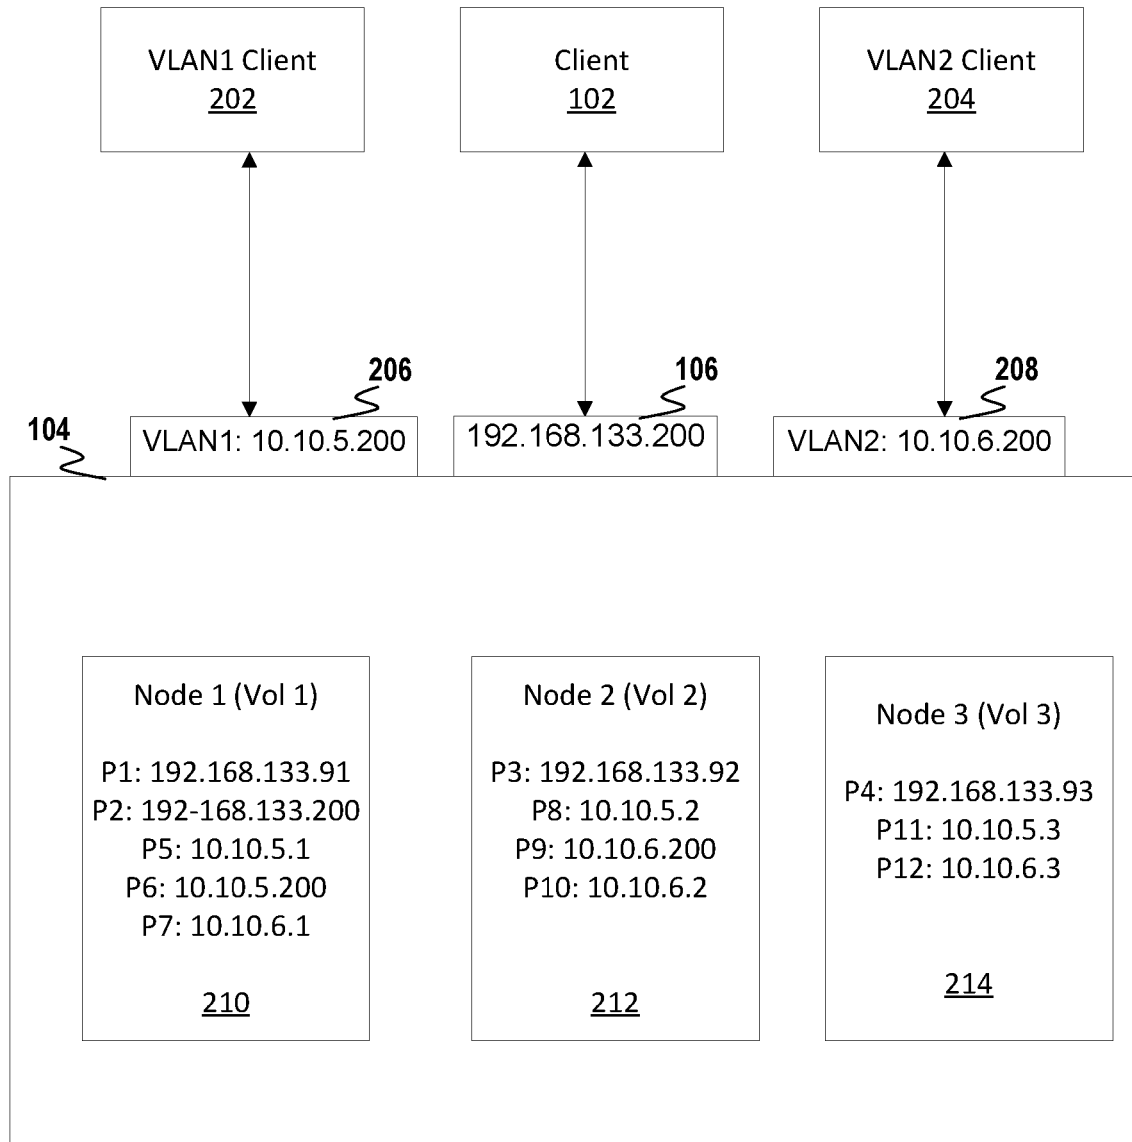 VLAN1 Client
202
Client
102
VLAN2 Client
204
206
106
208
104
VLAN1: 10.10.5.200
192.168.133.200
VLAN2: 10.10.6.200
Node 1 (Vol 1)
P1: 192.168.133.91
P2: 192-168.133.200
P5: 10.10.5.1
P6: 10.10.5.200
P7: 10.10.6.1
210
Node 2 (Vol 2)
P3: 192.168.133.92
P8: 10.10.5.2
P9: 10.10.6.200
P10: 10.10.6.2
212
Node 3 (Vol 3)
P4: 192.168.133.93
P11: 10.10.5.3
P12: 10.10.6.3
214